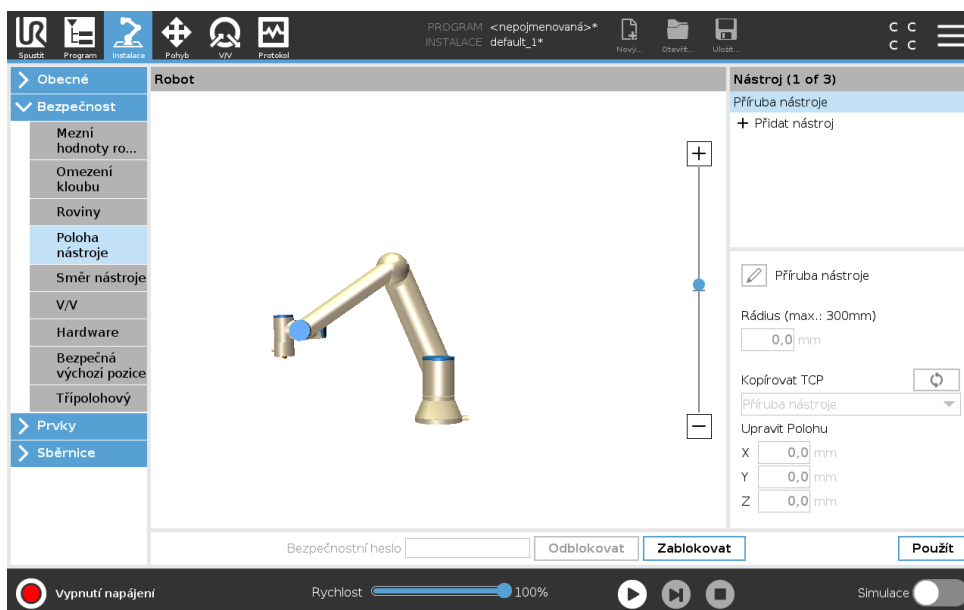 PROGRAM <nepojmenovaná>*
INSTALACE default_1*
C C
C C
Spustit Program Instalace Pohyb V/V Protokol Nový... Otevřít... Uložit...
Obecné
Bezpečnost
Mezní
hodnoty ro...
Omezení
kloubu
Roviny
Poloha
nástroje
Směr nástroje
V/V
Hardware
Bezpečná
výchozí pozice
Třípolohový
Prvky
Sběrnice
Robot
Nástroj (1 of 3)
Příruba nástroje
+ Přidat nástroj
Příruba nástroje
Rádius (max.: 300mm)
0,0 mm
Kopírovat TCP
Příruba nástroje
Upravit Polohu
X 0,0 mm
Y 0,0 mm
Z 0,0 mm
Bezpečnostní heslo Odblokovat Zablokovat Použít
Vypnutí napájení Rychlost 100% Simulace